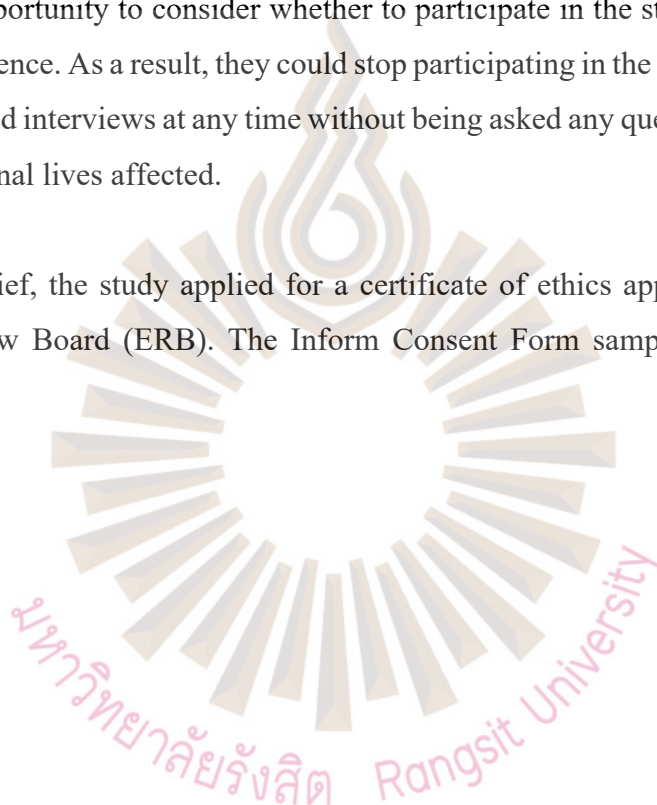 portunity to consider whether to participate in the st
ence. As a result, they could stop participating in the
d interviews at any time without being asked any que
nal lives affected.
ief, the study applied for a certificate of ethics app
w Board (ERB). The Inform Consent Form samp
มหาวิทยาลัยรังสิต Rangsit University